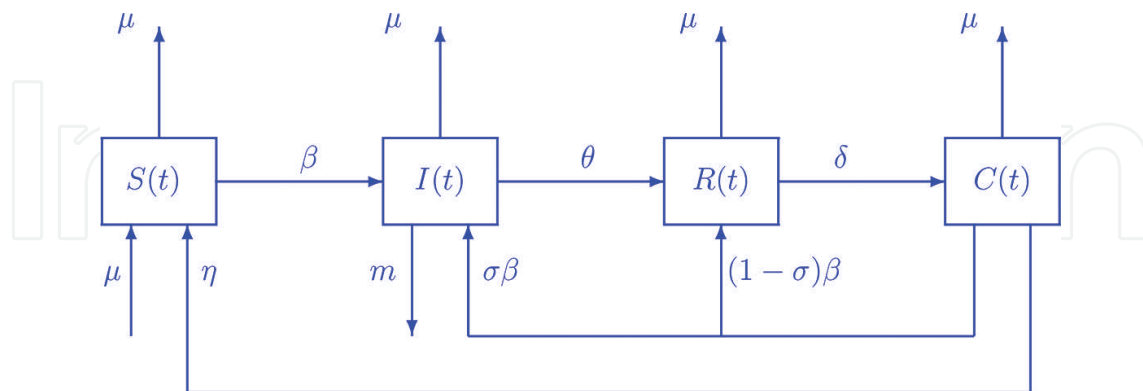 μ μ μ μ
S(t) β I(t) θ R(t) δ C(t)
μ η m σβ (1 − σ)β